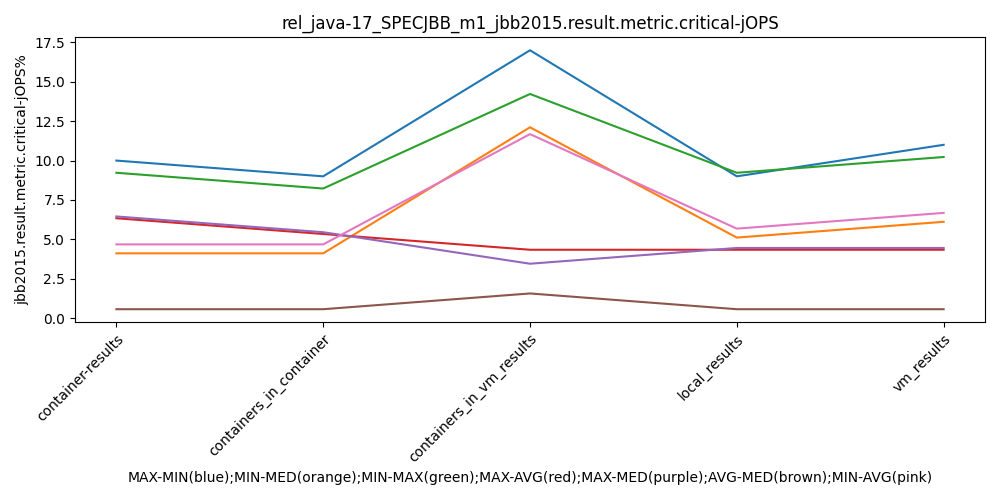 rel_java-17_SPECJBB_m1_jbb2015.result.metric.critical-jOPS
jbb2015.result.metric.critical-jOPS%
17.5
15.0
12.5
10.0
7.5
5.0
2.5
0.0
container-results
containers_in_container
containers_in_vm_results
local_results
vm_results
MAX-MIN(blue);MIN-MED(orange);MIN-MAX(green);MAX-AVG(red);MAX-MED(purple);AVG-MED(brown);MIN-AVG(pink)